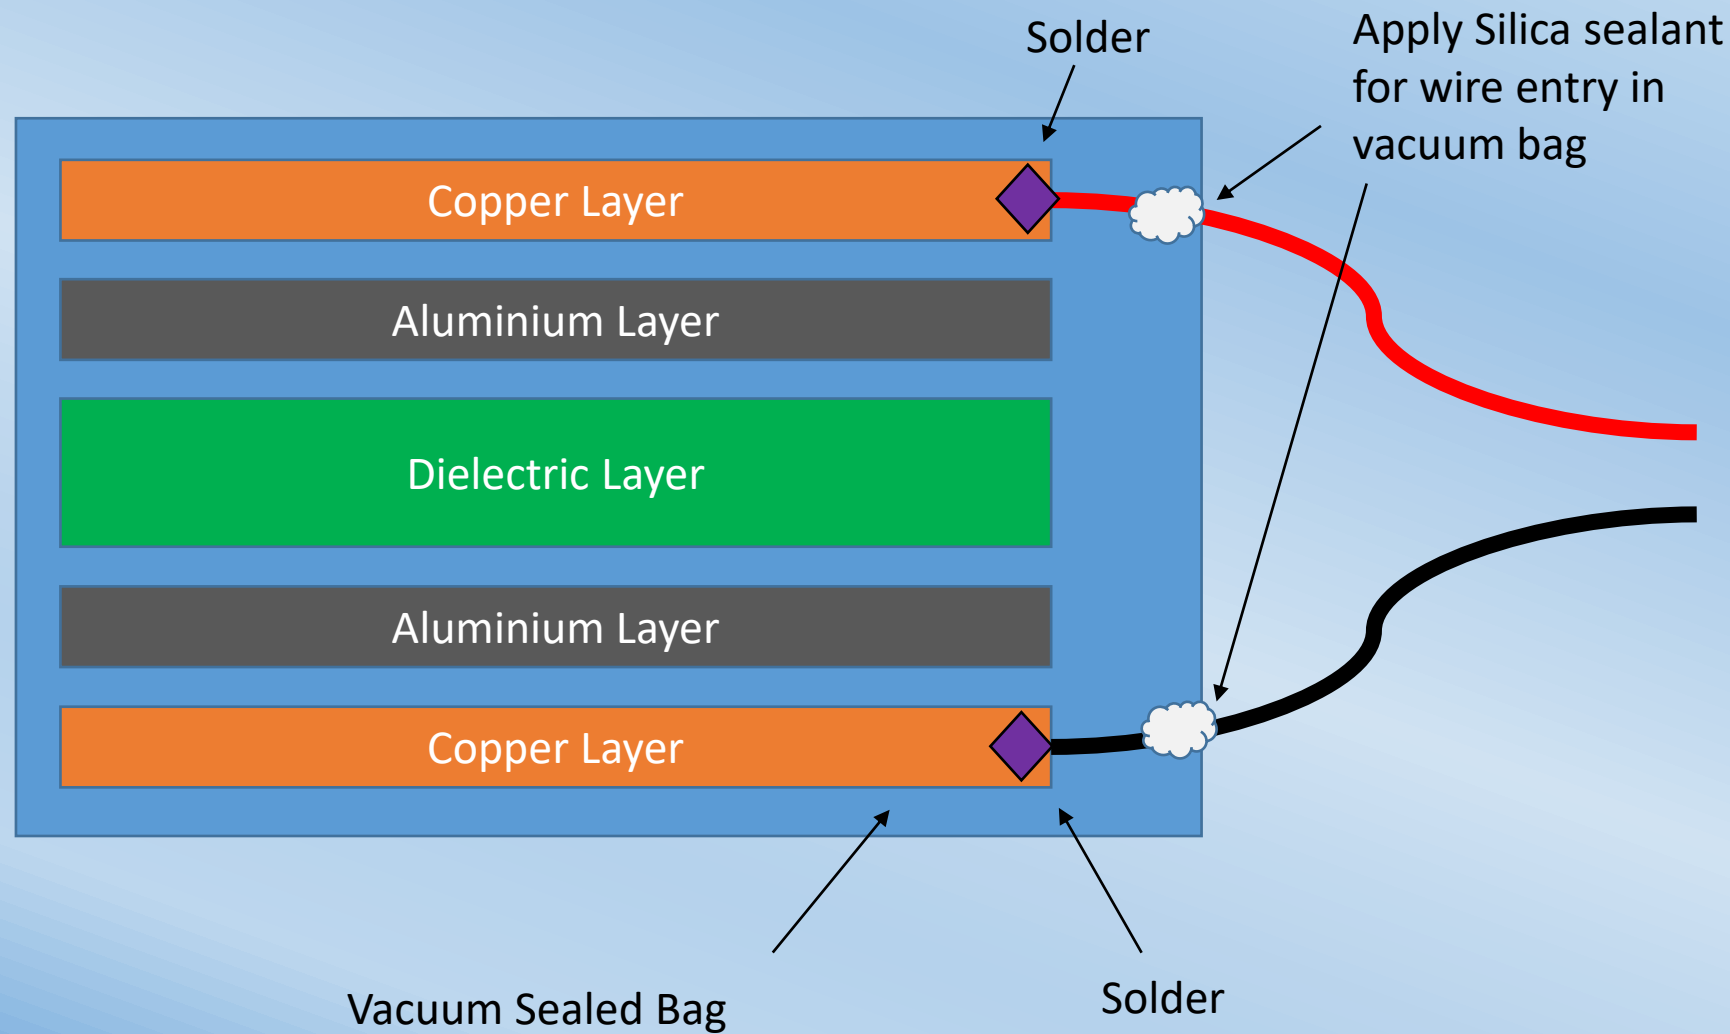 Solder
Apply Silica sealant
for wire entry in
vacuum bag
Copper Layer
Aluminium Layer
Dielectric Layer
Aluminium Layer
Copper Layer
Vacuum Sealed Bag
Solder